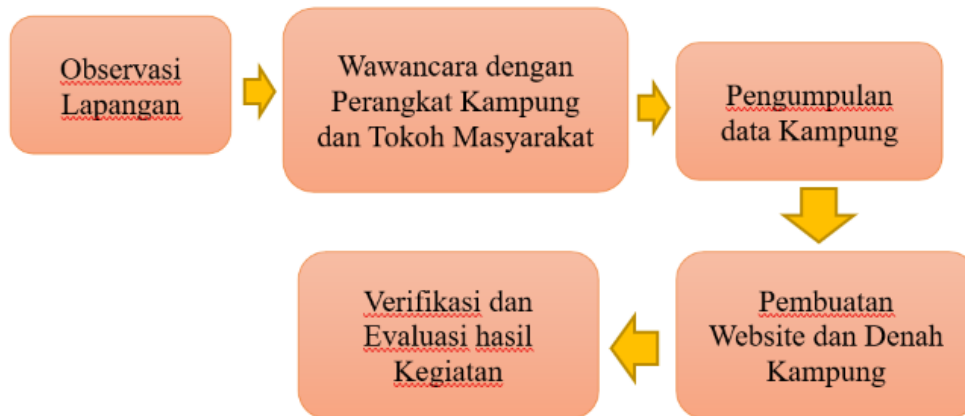 Observasi
Lapangan
Wawancara dengan
Perangkat Kampung
dan Tokoh Masyarakat
Pengumpulan
data Kampung
Pembuatan
Website dan Denah
Kampung
Verifikasi dan
Evaluasi hasil
Kegiatan